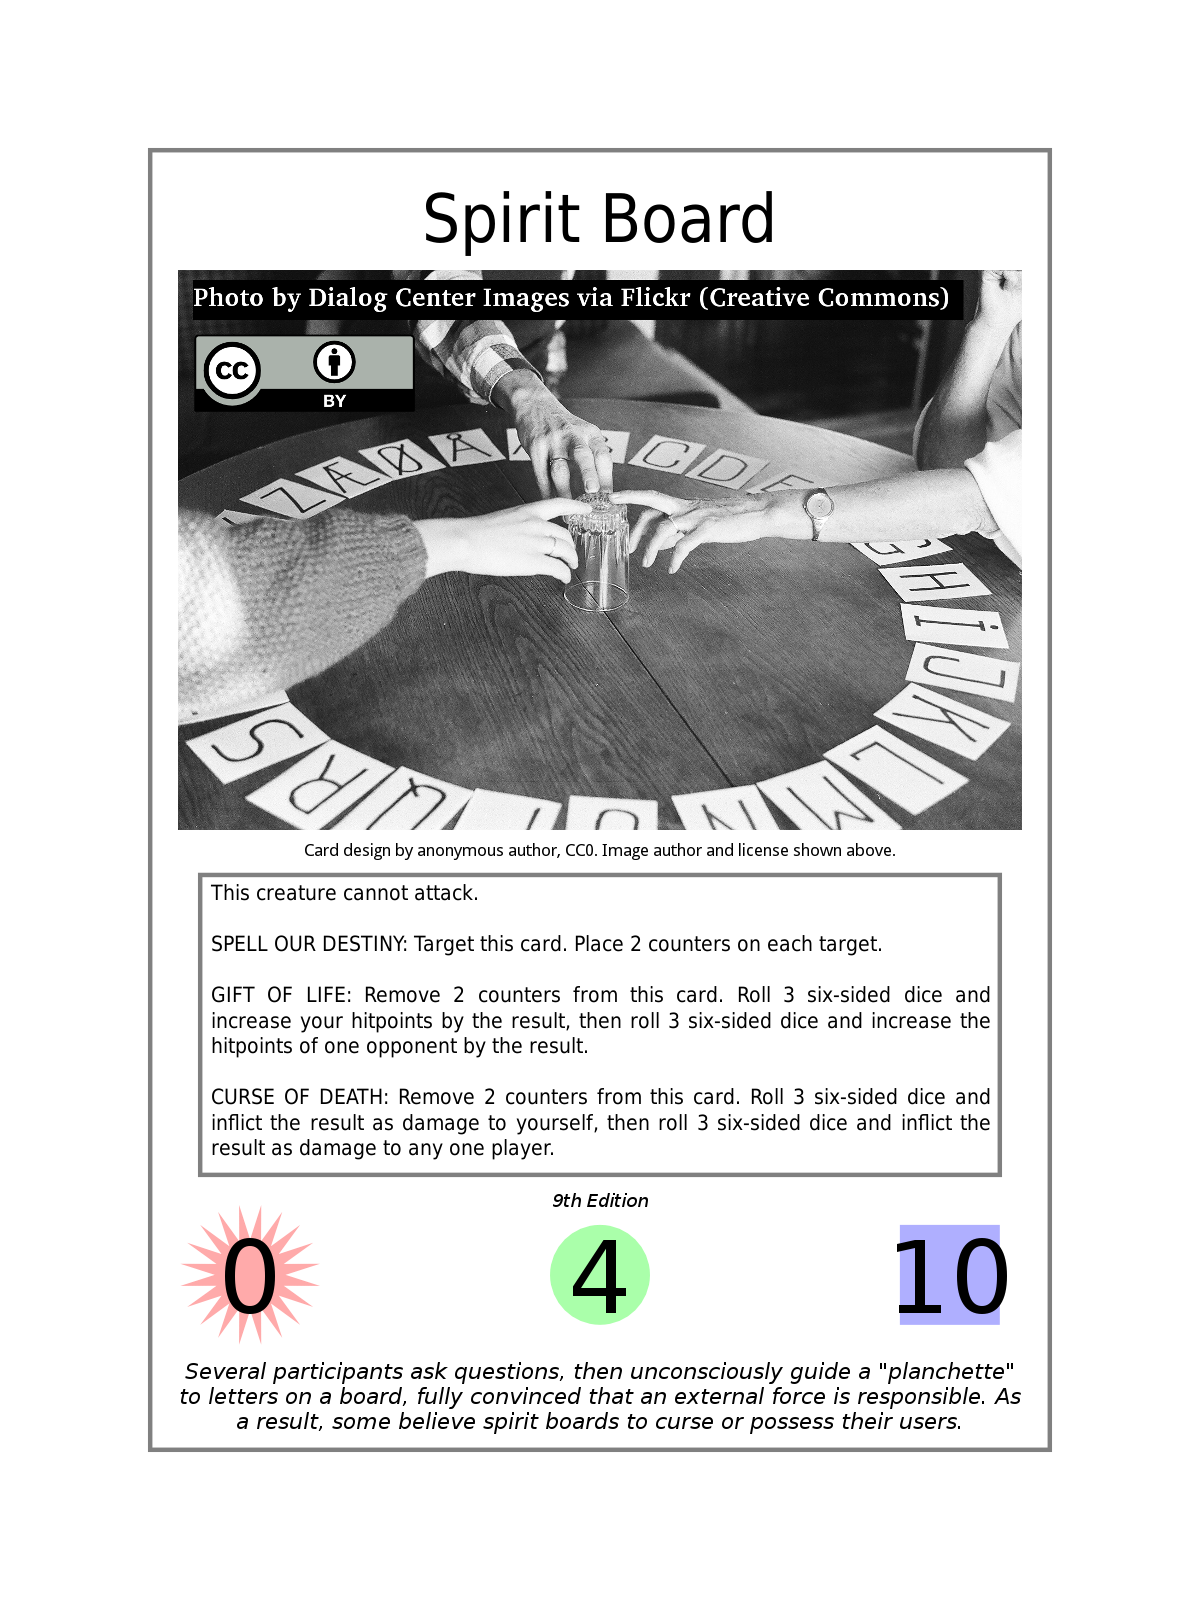 Spirit Board
Photo by Dialog Center Images via Flickr (Creative Commons)
CC
BY
Z Æ Ø Å
C D E
G
H
I
J
K
L
M
N
Q
R
S
Card design by anonymous author, CC0. Image author and license shown above.
This creature cannot attack.
SPELL OUR DESTINY: Target this card. Place 2 counters on each target.
GIFT OF LIFE: Remove 2 counters from this card. Roll 3 six-sided dice and
increase your hitpoints by the result, then roll 3 six-sided dice and increase the
hitpoints of one opponent by the result.
CURSE OF DEATH: Remove 2 counters from this card. Roll 3 six-sided dice and
inflict the result as damage to yourself, then roll 3 six-sided dice and inflict the
result as damage to any one player.
9th Edition
0 4 10
Several participants ask questions, then unconsciously guide a "planchette"
to letters on a board, fully convinced that an external force is responsible. As
a result, some believe spirit boards to curse or possess their users.